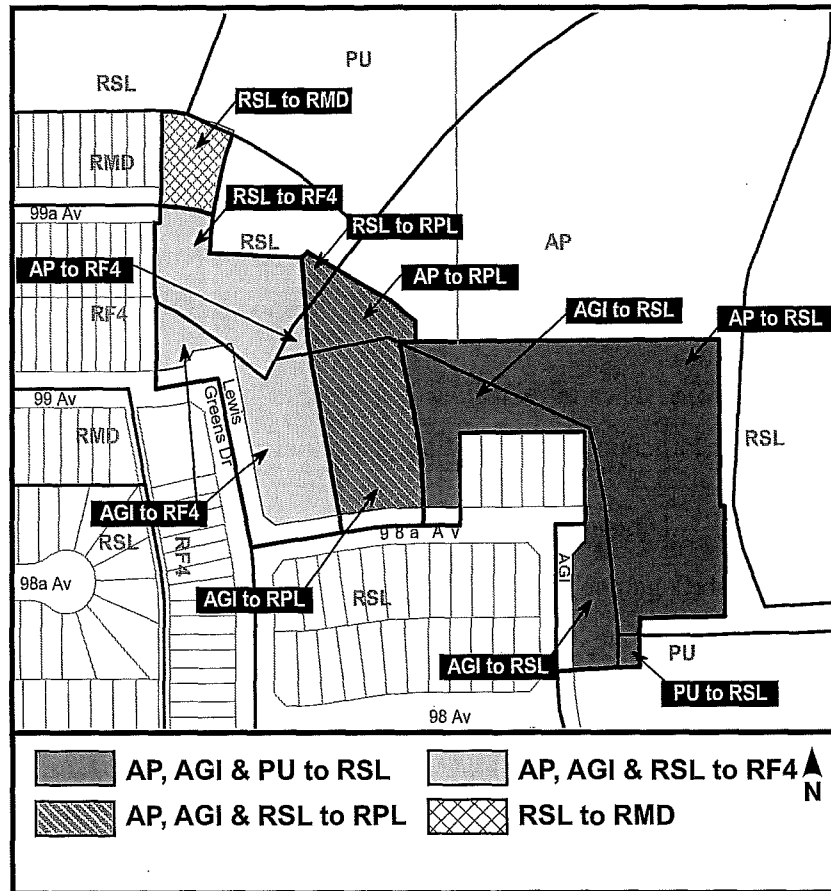 PU
RSL
RSL to RMD
RMD
RSL to RF4
99a Av
RSL
RSL to RPL
AP
AP to RF4
AP to RPL
AGI to RSL
AP to RSL
RF4
99 Av
Lewis
Greens Dr
RMD
RSL
AGI to RF4
98a Av
RSL
RF4
98a Av
AGI
AGI to RPL
RSL
AGI to RSL
PU
PU to RSL
98 Av
AP, AGI & PU to RSL
AP, AGI & RSL to RF4
N
AP, AGI & RSL to RPL
RSL to RMD